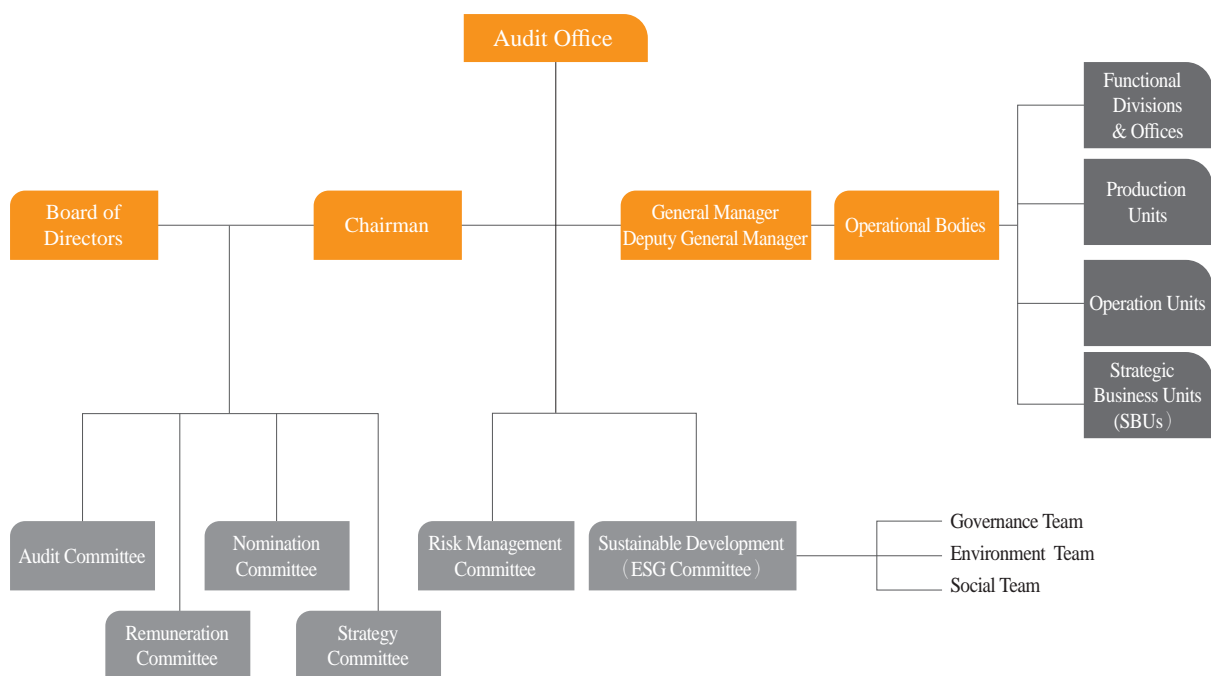 Audit Office
Functional
Divisions
& Offices
Board of
Directors
Chairman
General Manager
Deputy General Manager
Operational Bodies
Production
Units
Operation Units
Strategic
Business Units
(SBUs）
Audit Committee
Nomination
Committee
Risk Management
Committee
Sustainable Development
（ESG Committee）
Governance Team
Environment Team
Social Team
Remuneration
Committee
Strategy
Committee